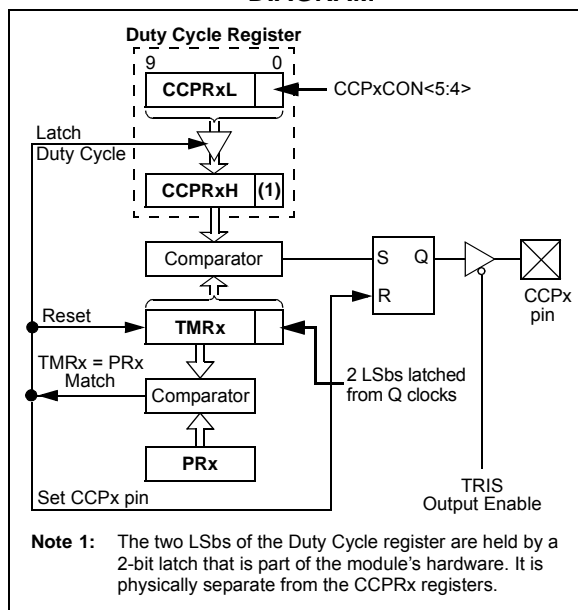 DIAGRAM
Duty Cycle Register
9 0
CCPRxL
CCPxCON<5:4>
Latch
Duty Cycle
CCPRxH (1)
Comparator
S Q
R
CCPx
pin
Reset
TMRx
TMRx = PRx
Match
2 LSbs latched
from Q clocks
Comparator
PRx
Set CCPx pin
TRIS
Output Enable
Note 1: The two LSbs of the Duty Cycle register are held by a
2-bit latch that is part of the module's hardware. It is
physically separate from the CCPRx registers.